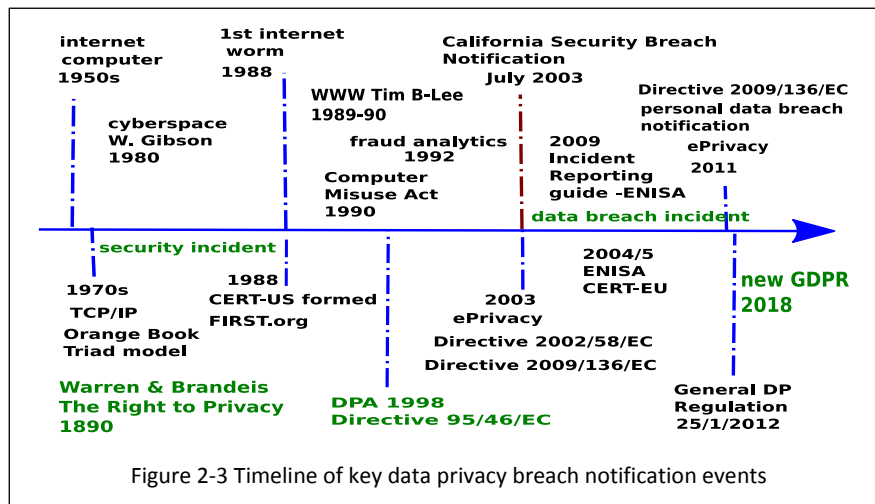 internet
computer
1950s
1st internet
worm
1988
California Security Breach
Notification
July 2003
WWW Tim B-Lee
1989-90
Directive 2009/136/EC
personal data breach
notification
ePrivacy
2011
cyberspace
W. Gibson
1980
fraud analytics
1992
2009
Incident
Reporting
guide -ENISA
Computer
Misuse Act
1990
data breach incident
security incident
1970s
TCP/IP
Orange Book
Triad model
1988
CERT-US formed
FIRST.org
2003
ePrivacy
Directive 2002/58/EC
Directive 2009/136/EC
2004/5
ENISA
CERT-EU
new GDPR
2018
Warren & Brandeis
The Right to Privacy
1890
DPA 1998
Directive 95/46/EC
General DP
Regulation
25/1/2012
Figure 2-3 Timeline of key data privacy breach notification events